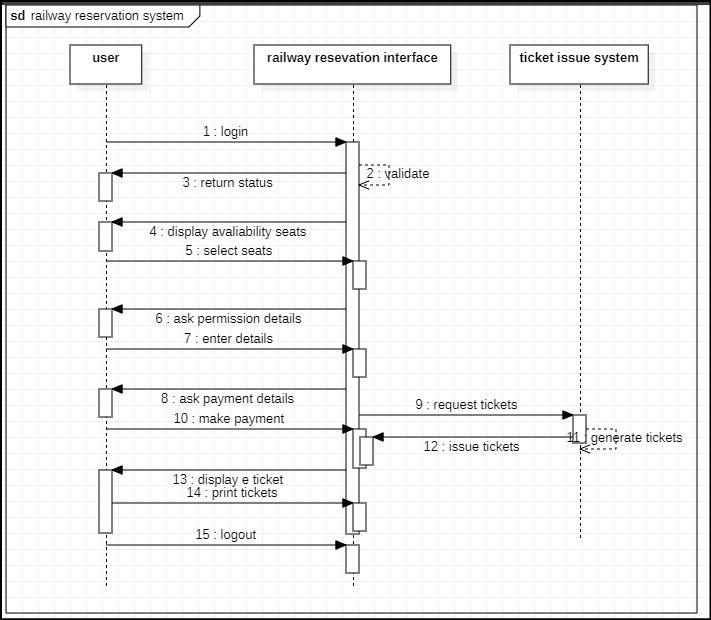 sd railway reservation system
user
railway resevation interface
ticket issue system
1 : login
2 : validate
3 : return status
4 : display avaliability seats
5 : select seats
6 : ask permission details
7 : enter details
8 : ask payment details
9 : request tickets
10 : make payment
11 : generate tickets
12 : issue tickets
13 : display e ticket
14 : print tickets
15 : logout